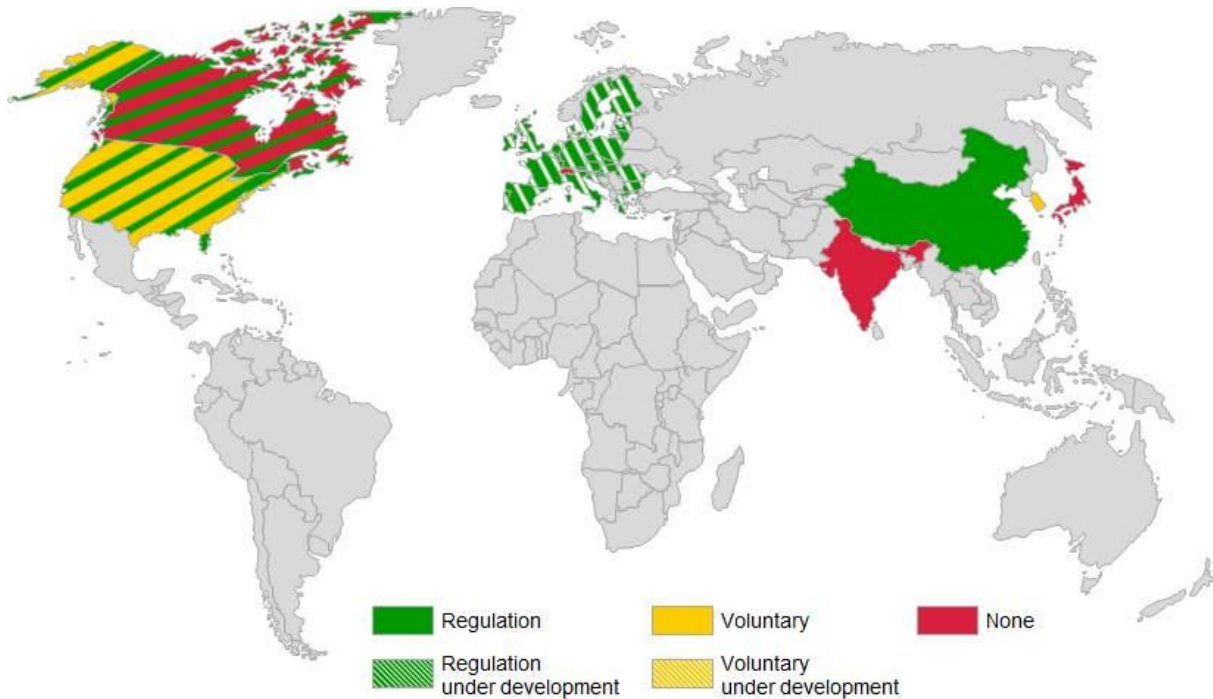 Regulation
Voluntary
None
Regulation
under development
Voluntary
under development